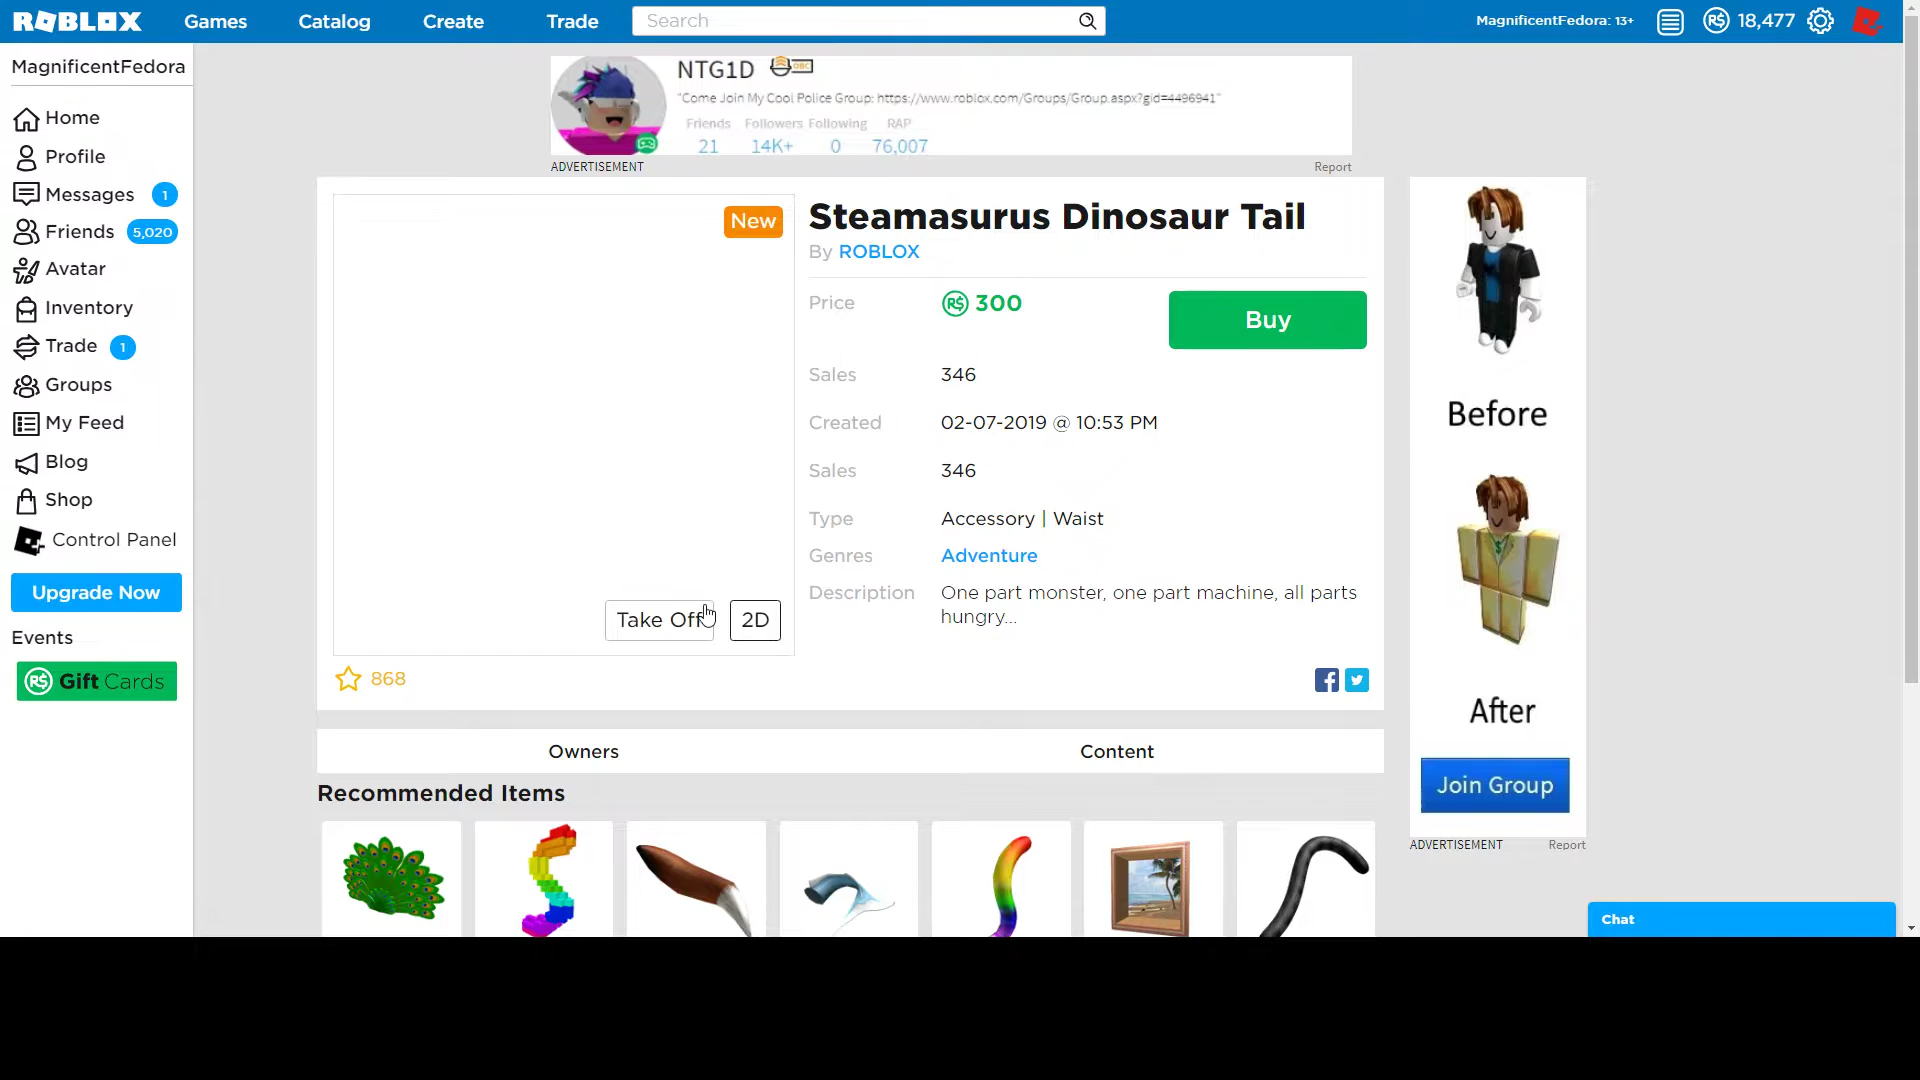 ROBLOX
Games
Catalog
Create
Trade
Search
MagnificentFedora: 13+
R$ 18,477
MagnificentFedora
Home
Profile
Messages 1
Friends 5,020
Avatar
Inventory
Trade 1
Groups
My Feed
Blog
Shop
Control Panel
Upgrade Now
Events
R$ Gift Cards
NTG1D OBC
"Come Join My Cool Police Group: https://www.roblox.com/Groups/Group.aspx?gid=4496941"
Friends Followers Following RAP
21 14K+ 0 76,007
ADVERTISEMENT
Report
New
Take Off
2D
868
Steamasurus Dinosaur Tail
By ROBLOX
Price R$ 300
Buy
Sales 346
Created 02-07-2019 @ 10:53 PM
Sales 346
Type Accessory | Waist
Genres Adventure
Description One part monster, one part machine, all parts
hungry...
Owners
Content
Recommended Items
Before
After
Join Group
ADVERTISEMENT
Report
Chat